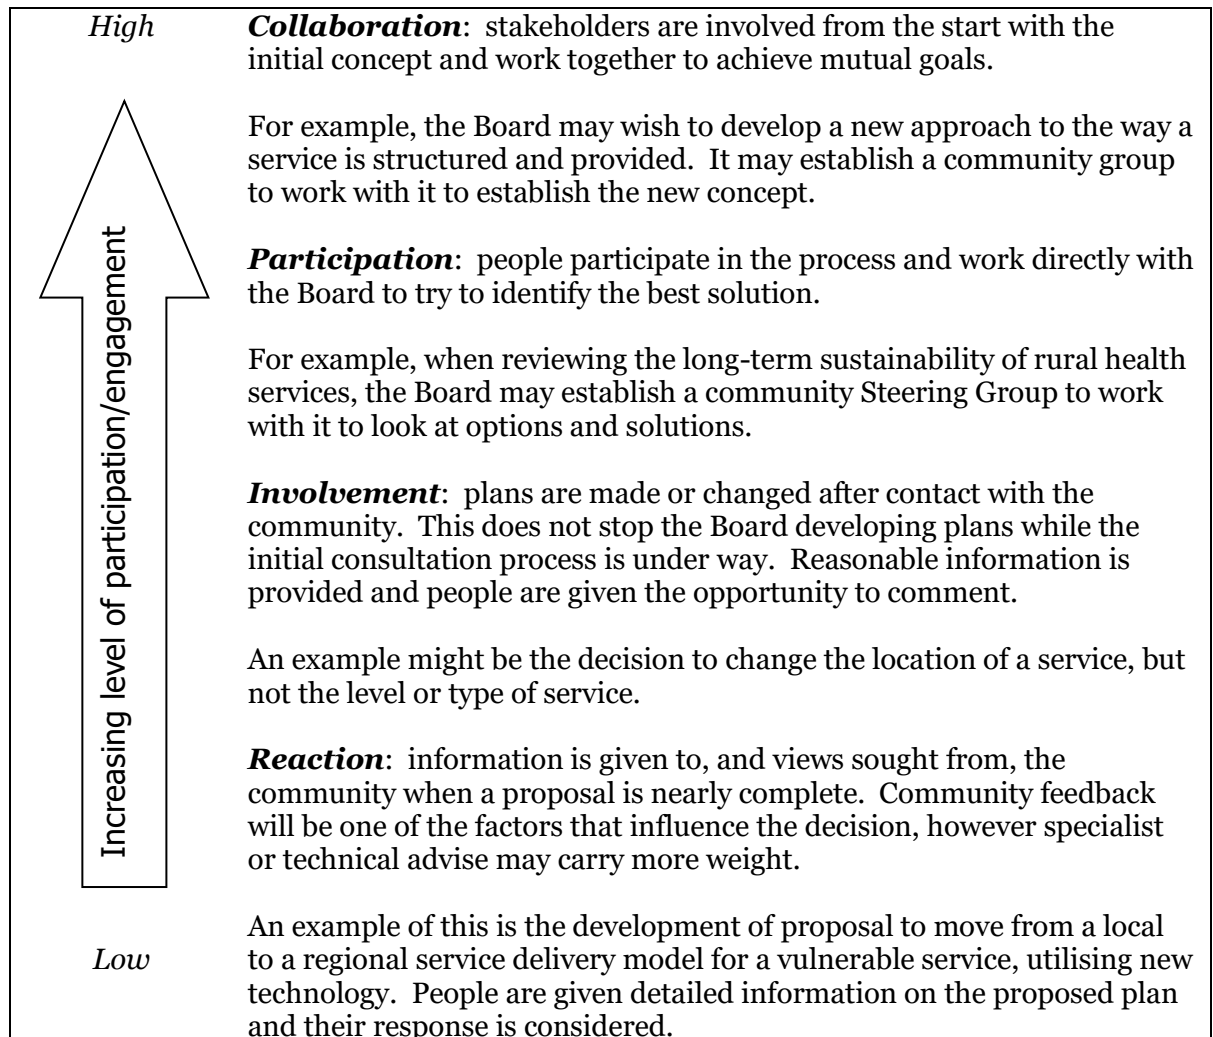 High
Collaboration:  stakeholders are involved from the start with the
initial concept and work together to achieve mutual goals.
For example, the Board may wish to develop a new approach to the way a
service is structured and provided.  It may establish a community group
to work with it to establish the new concept.
Participation:  people participate in the process and work directly with
the Board to try to identify the best solution.
For example, when reviewing the long-term sustainability of rural health
services, the Board may establish a community Steering Group to work
with it to look at options and solutions.
Involvement:  plans are made or changed after contact with the
community.  This does not stop the Board developing plans while the
initial consultation process is under way.  Reasonable information is
provided and people are given the opportunity to comment.
An example might be the decision to change the location of a service, but
not the level or type of service.
Reaction:  information is given to, and views sought from, the
community when a proposal is nearly complete.  Community feedback
will be one of the factors that influence the decision, however specialist
or technical advise may carry more weight.
An example of this is the development of proposal to move from a local
to a regional service delivery model for a vulnerable service, utilising new
technology.  People are given detailed information on the proposed plan
and their response is considered.
Increasing level of participation/engagement
Low